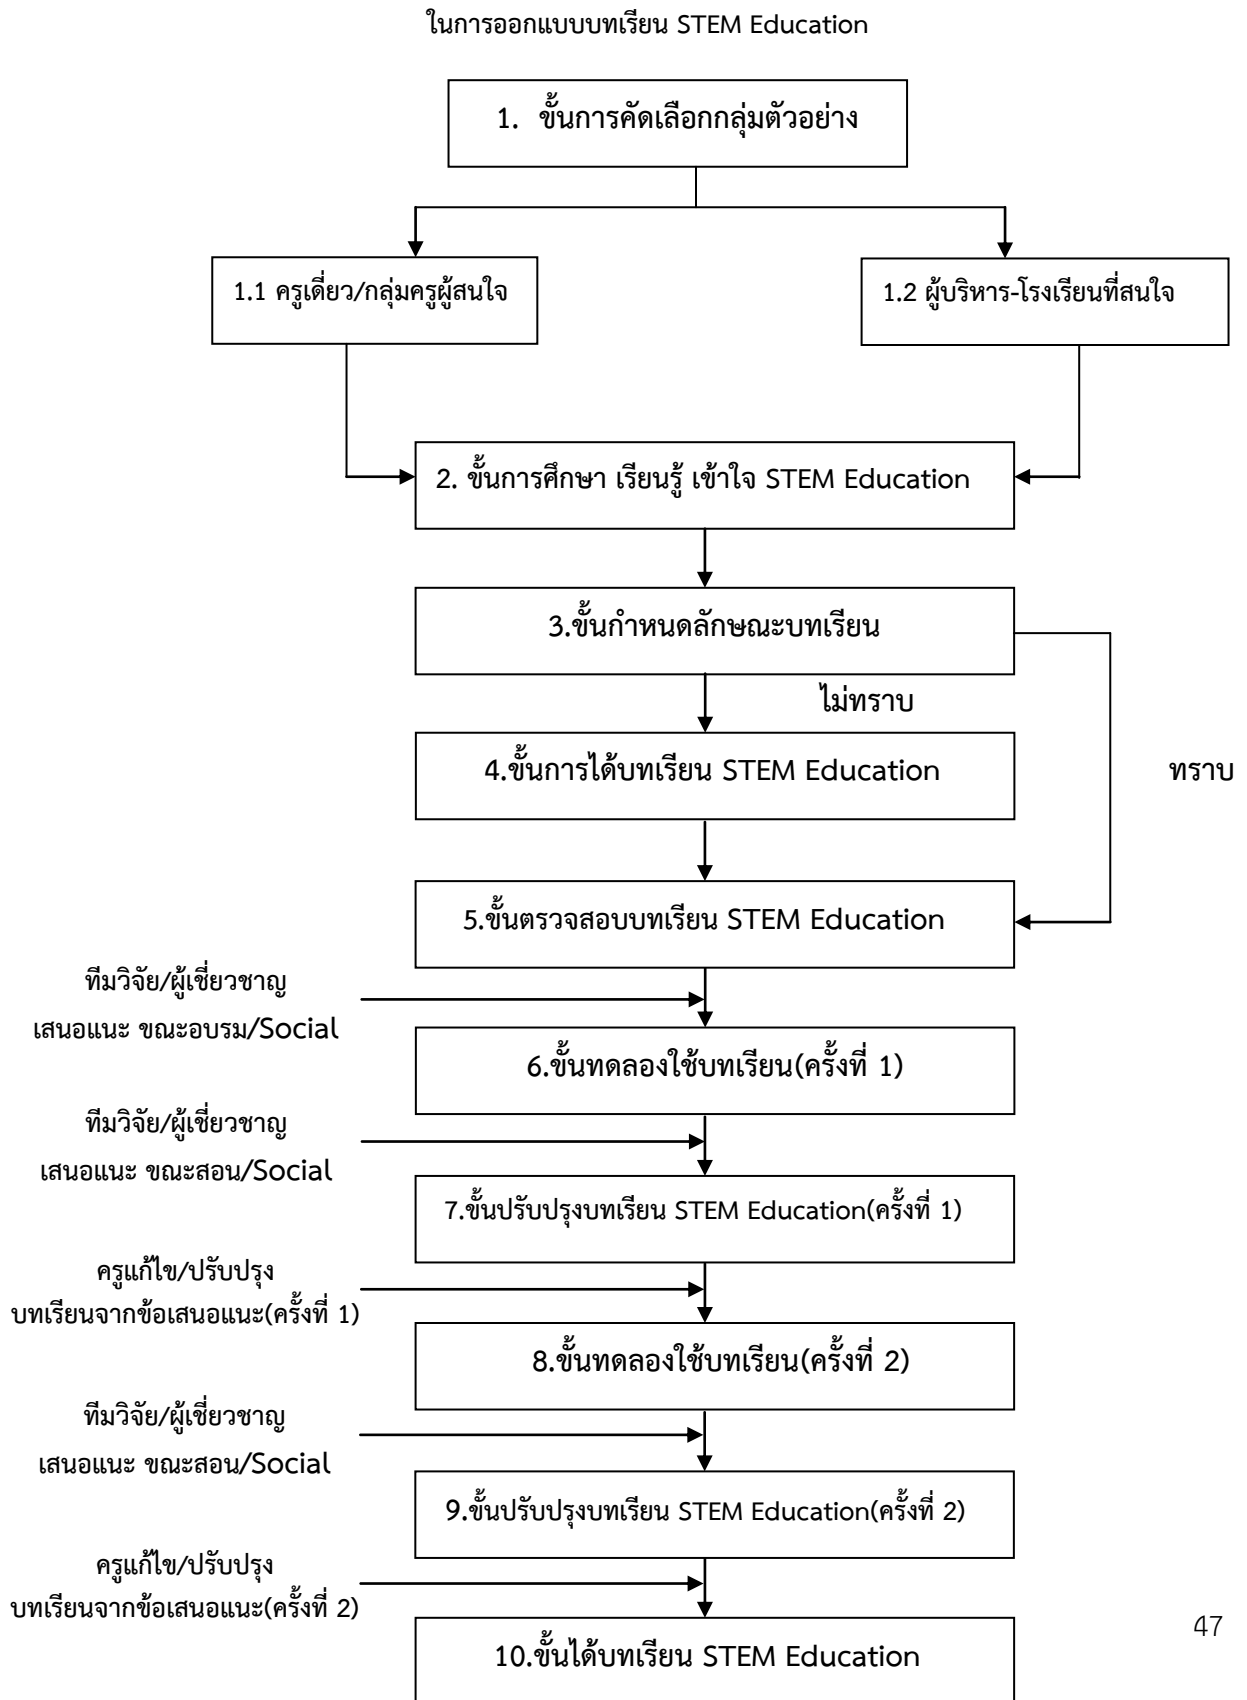 ในการออกแบบบทเรียน STEM Education
1. ขั้นการคัดเลือกกลุ่มตัวอย่าง
1.1 ครูเดี่ยว/กลุ่มครูผู้สนใจ
1.2 ผู้บริหาร-โรงเรียนที่สนใจ
2. ขั้นการศึกษา เรียนรู้ เข้าใจ STEM Education
3.ขั้นกำหนดลักษณะบทเรียน
ไม่ทราบ
4.ขั้นการได้บทเรียน STEM Education
ทราบ
5.ขั้นตรวจสอบบทเรียน STEM Education
ทีมวิจัย/ผู้เชี่ยวชาญ
เสนอแนะ ขณะอบรม/Social
6.ขั้นทดลองใช้บทเรียน(ครั้งที่ 1)
ทีมวิจัย/ผู้เชี่ยวชาญ
เสนอแนะ ขณะสอน/Social
7.ขั้นปรับปรุงบทเรียน STEM Education(ครั้งที่ 1)
ครูแก้ไข/ปรับปรุง
บทเรียนจากข้อเสนอแนะ(ครั้งที่ 1)
8.ขั้นทดลองใช้บทเรียน(ครั้งที่ 2)
ทีมวิจัย/ผู้เชี่ยวชาญ
เสนอแนะ ขณะสอน/Social
9.ขั้นปรับปรุงบทเรียน STEM Education(ครั้งที่ 2)
ครูแก้ไข/ปรับปรุง
บทเรียนจากข้อเสนอแนะ(ครั้งที่ 2)
47
10.ขั้นได้บทเรียน STEM Education